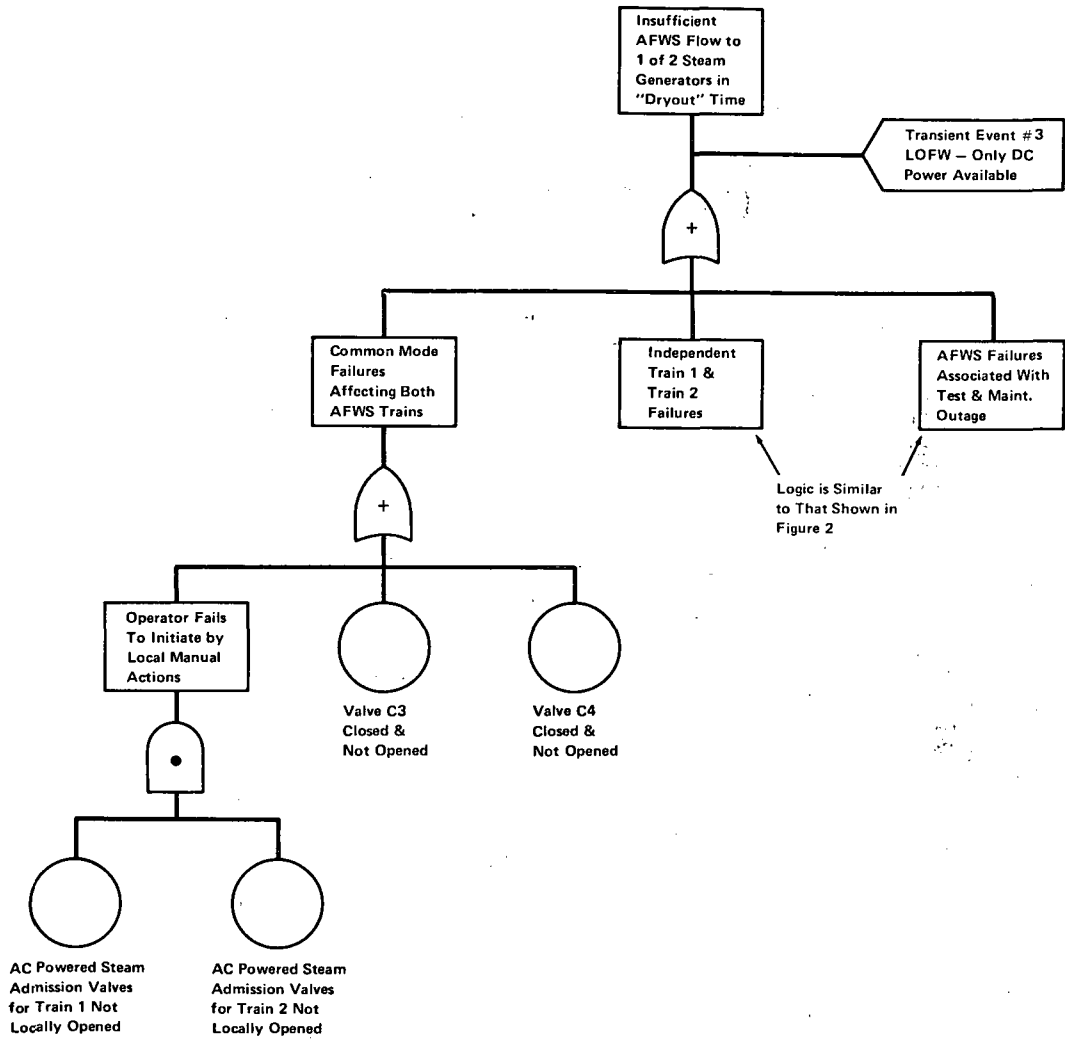 Insufficient
AFWS Flow to
1 of 2 Steam
Generators in
"Dryout" Time
Transient Event #3
LOFW – Only DC
Power Available
+
Common Mode
Failures
Affecting Both
AFWS Trains
Independent
Train 1 &
Train 2
Failures
AFWS Failures
Associated With
Test & Maint.
Outage
Logic is Similar
to That Shown in
Figure 2
+
Operator Fails
To Initiate by
Local Manual
Actions
Valve C3
Closed &
Not Opened
Valve C4
Closed &
Not Opened
AC Powered Steam
Admission Valves
for Train 1 Not
Locally Opened
AC Powered Steam
Admission Valves
for Train 2 Not
Locally Opened